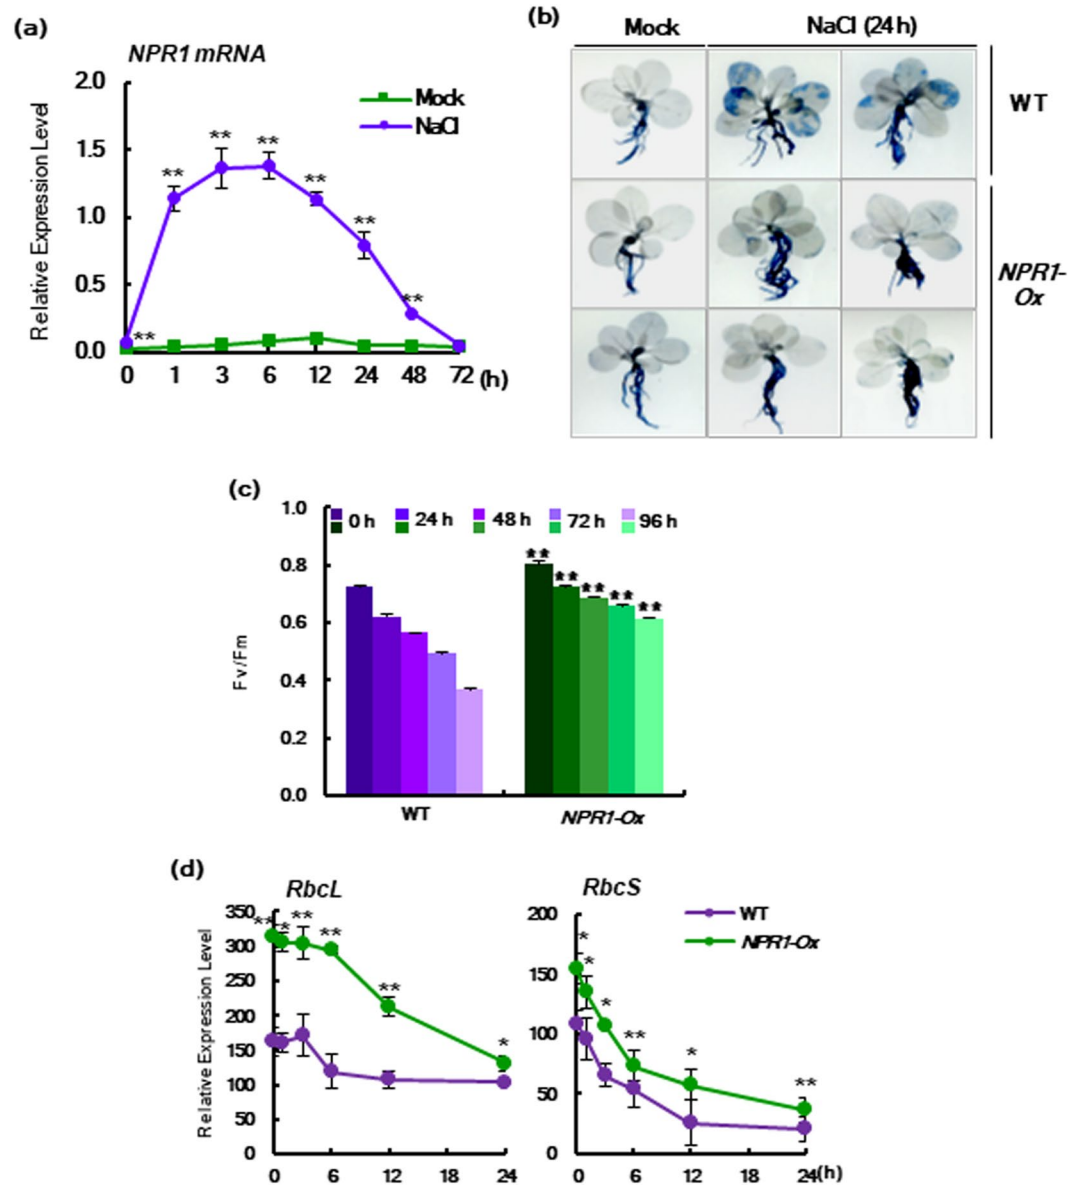 (a)
NPR1 mRNA
Relative Expression Level
2.0
1.5
1.0
0.5
0.0
Mock
NaCl
**
**
**
**
**
**
**
0 1 3 6 12 24 48 72 (h)
(b)
Mock NaCl (24 h)
WT
NPR1-
Ox
(c)
Fv/Fm
1.0
0.8
0.6
0.4
0.2
0.0
0 h 24 h 48 h 72 h 96 h
** ** ** ** **
WT NPR1-Ox
(d)
RbcL
Relative Expression Level
350
300
250
200
150
100
50
0
** * ** ** ** *
0 6 12 18 24
RbcS
200
150
100
50
0
* * * ** * **
0 6 12 18 24 (h)
WT
NPR1-Ox